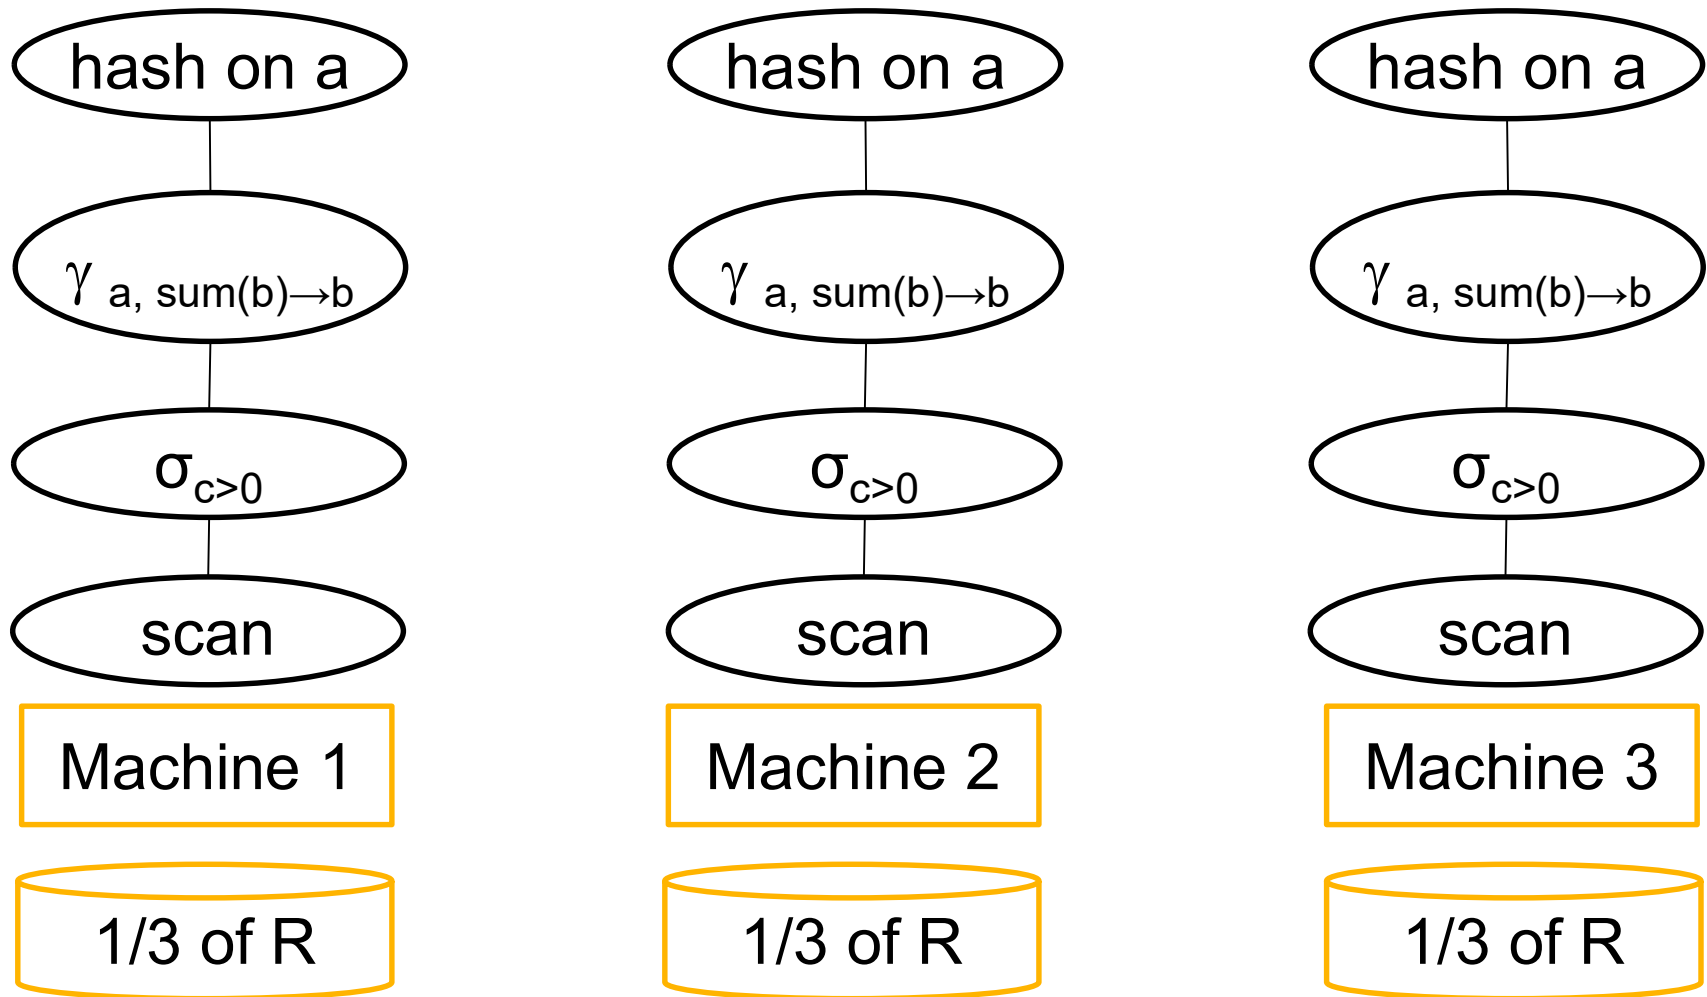 hash on a hash on a hash on a
γ a, sum(b)→b γ a, sum(b)→b γ a, sum(b)→b
σc>0 σc>0 σc>0
scan scan scan
Machine 1 Machine 2 Machine 3
1/3 of R 1/3 of R 1/3 of R